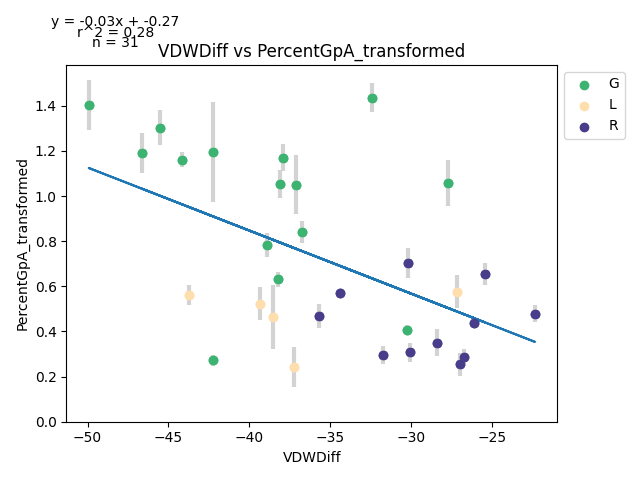 y = -0.03x + -0.27
r^2 = 0.28
n = 31
VDWDiff vs PercentGpA_transformed
PercentGpA_transformed
1.4
1.2
1.0
0.8
0.6
0.4
0.2
0.0
−50
−45
−40
−35
−30
−25
VDWDiff
G
L
R